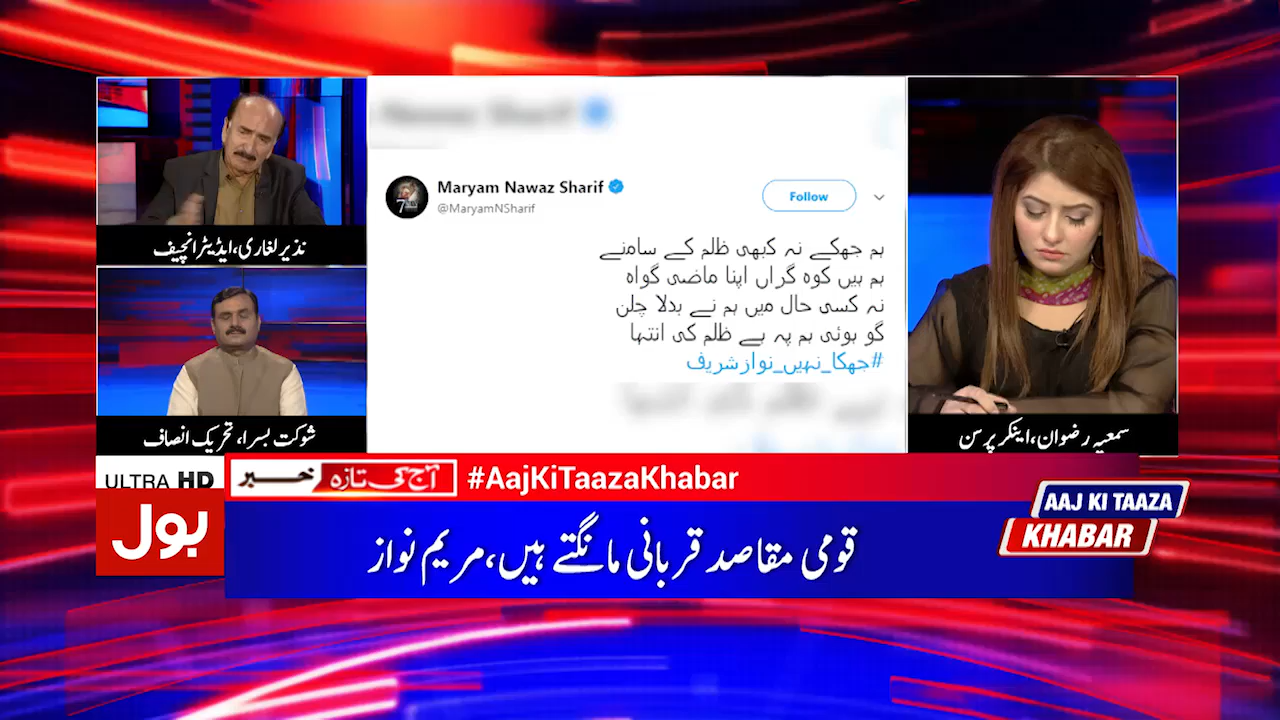 Maryam Nawaz Sharif
@MaryamNSharif
Follow
ہم جھکے نہ کبھی ظلم کے سامنے
ہم ہیں کوہ گراں اپنا ماضی گواہ
نہ کسی حال میں ہم نے بدلا چلن
گو ہوئی ہم پہ ہے ظلم کی انتہا
#جھکا_نہیں_نوازشریف
نذیر لغاری، ایڈیٹر انچیف
شوکت بسرا، تحریک انصاف
سمعیہ رضوان، اینکر پرسن
ULTRA HD
بول
آج کی تازہ خبر
#AajKiTaazaKhabar
AAJ KI TAAZA
KHABAR
قومی مقاصد قربانی مانگتے ہیں، مریم نواز